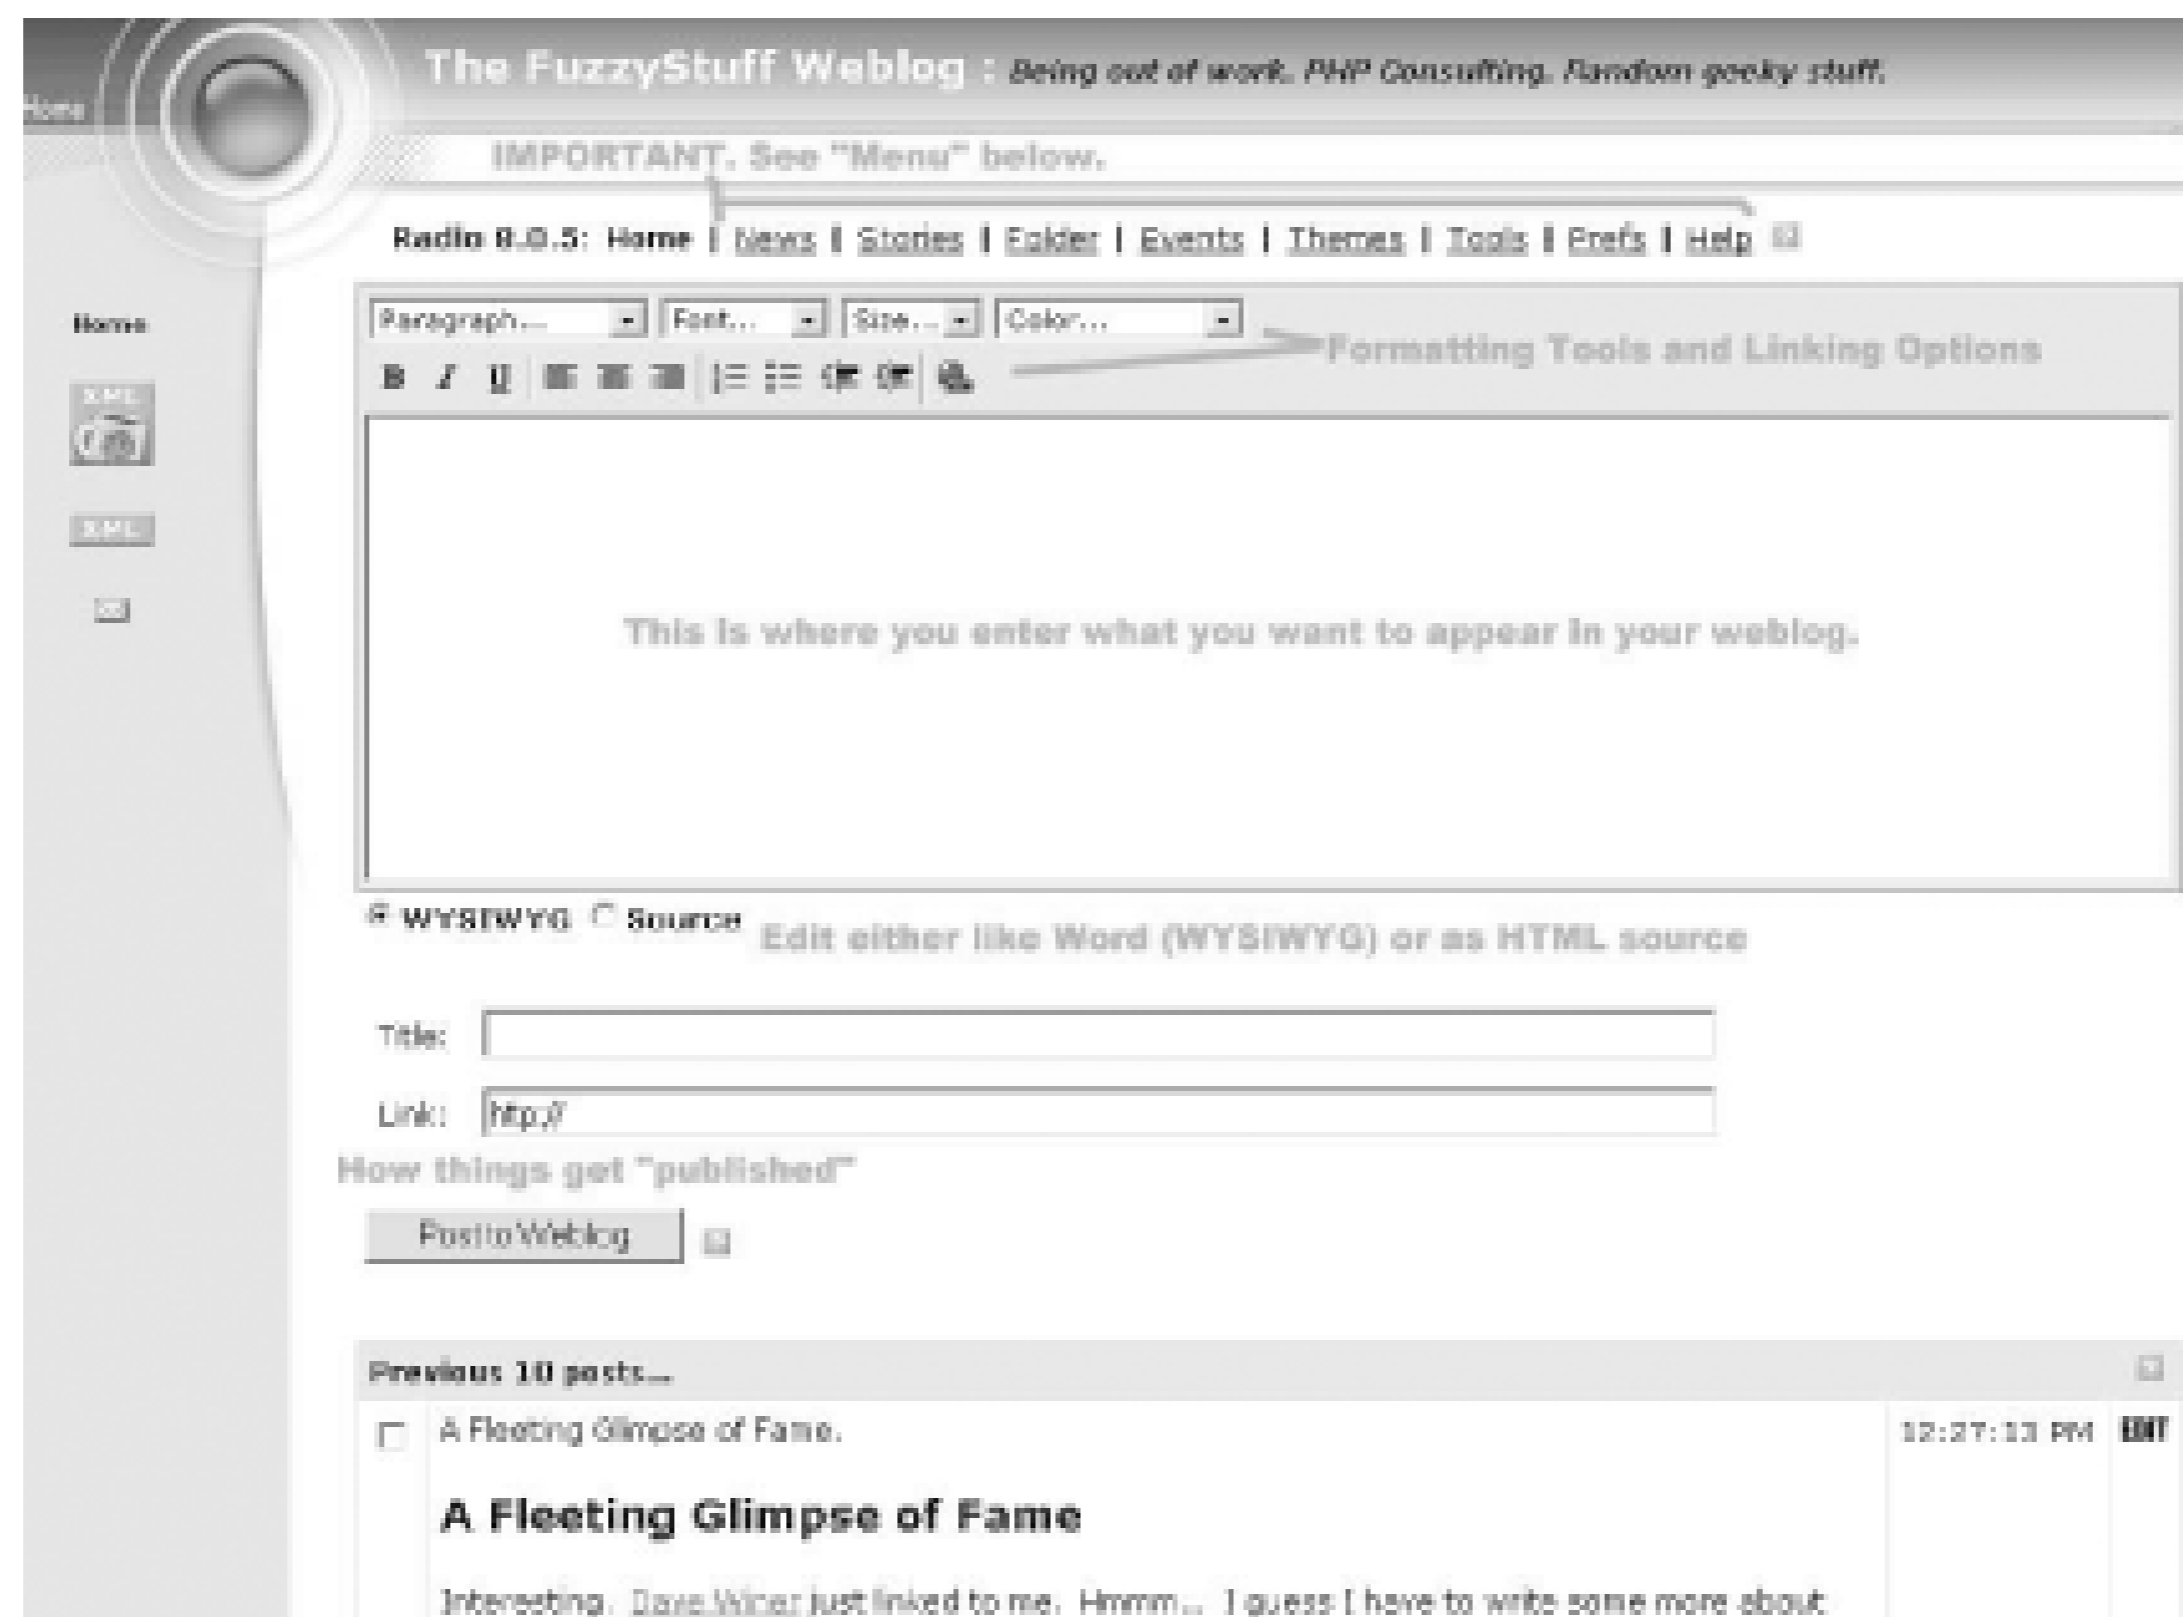 The FuzzyStuff Weblog : Being out of work. PHP Consulting. Random geeky stuff.
Home
IMPORTANT. See "Menu" below.
Radio 8.0.5: Home | News | Stories | Folder | Events | Themes | Tools | Prefs | Help
Home
Paragraph... Font... Size... Color...
Formatting Tools and Linking Options
B I U
XML
XML
This is where you enter what you want to appear in your weblog.
WYSIWYG Source
Edit either like Word (WYSIWYG) or as HTML source
Title:
Link: http://
How things get "published"
Post to Weblog
Previous 10 posts...
A Fleeting Glimpse of Fame. 12:27:13 PM EDIT
A Fleeting Glimpse of Fame
Interesting. Dave Winer just linked to me. Hmmm... I guess I have to write some more about